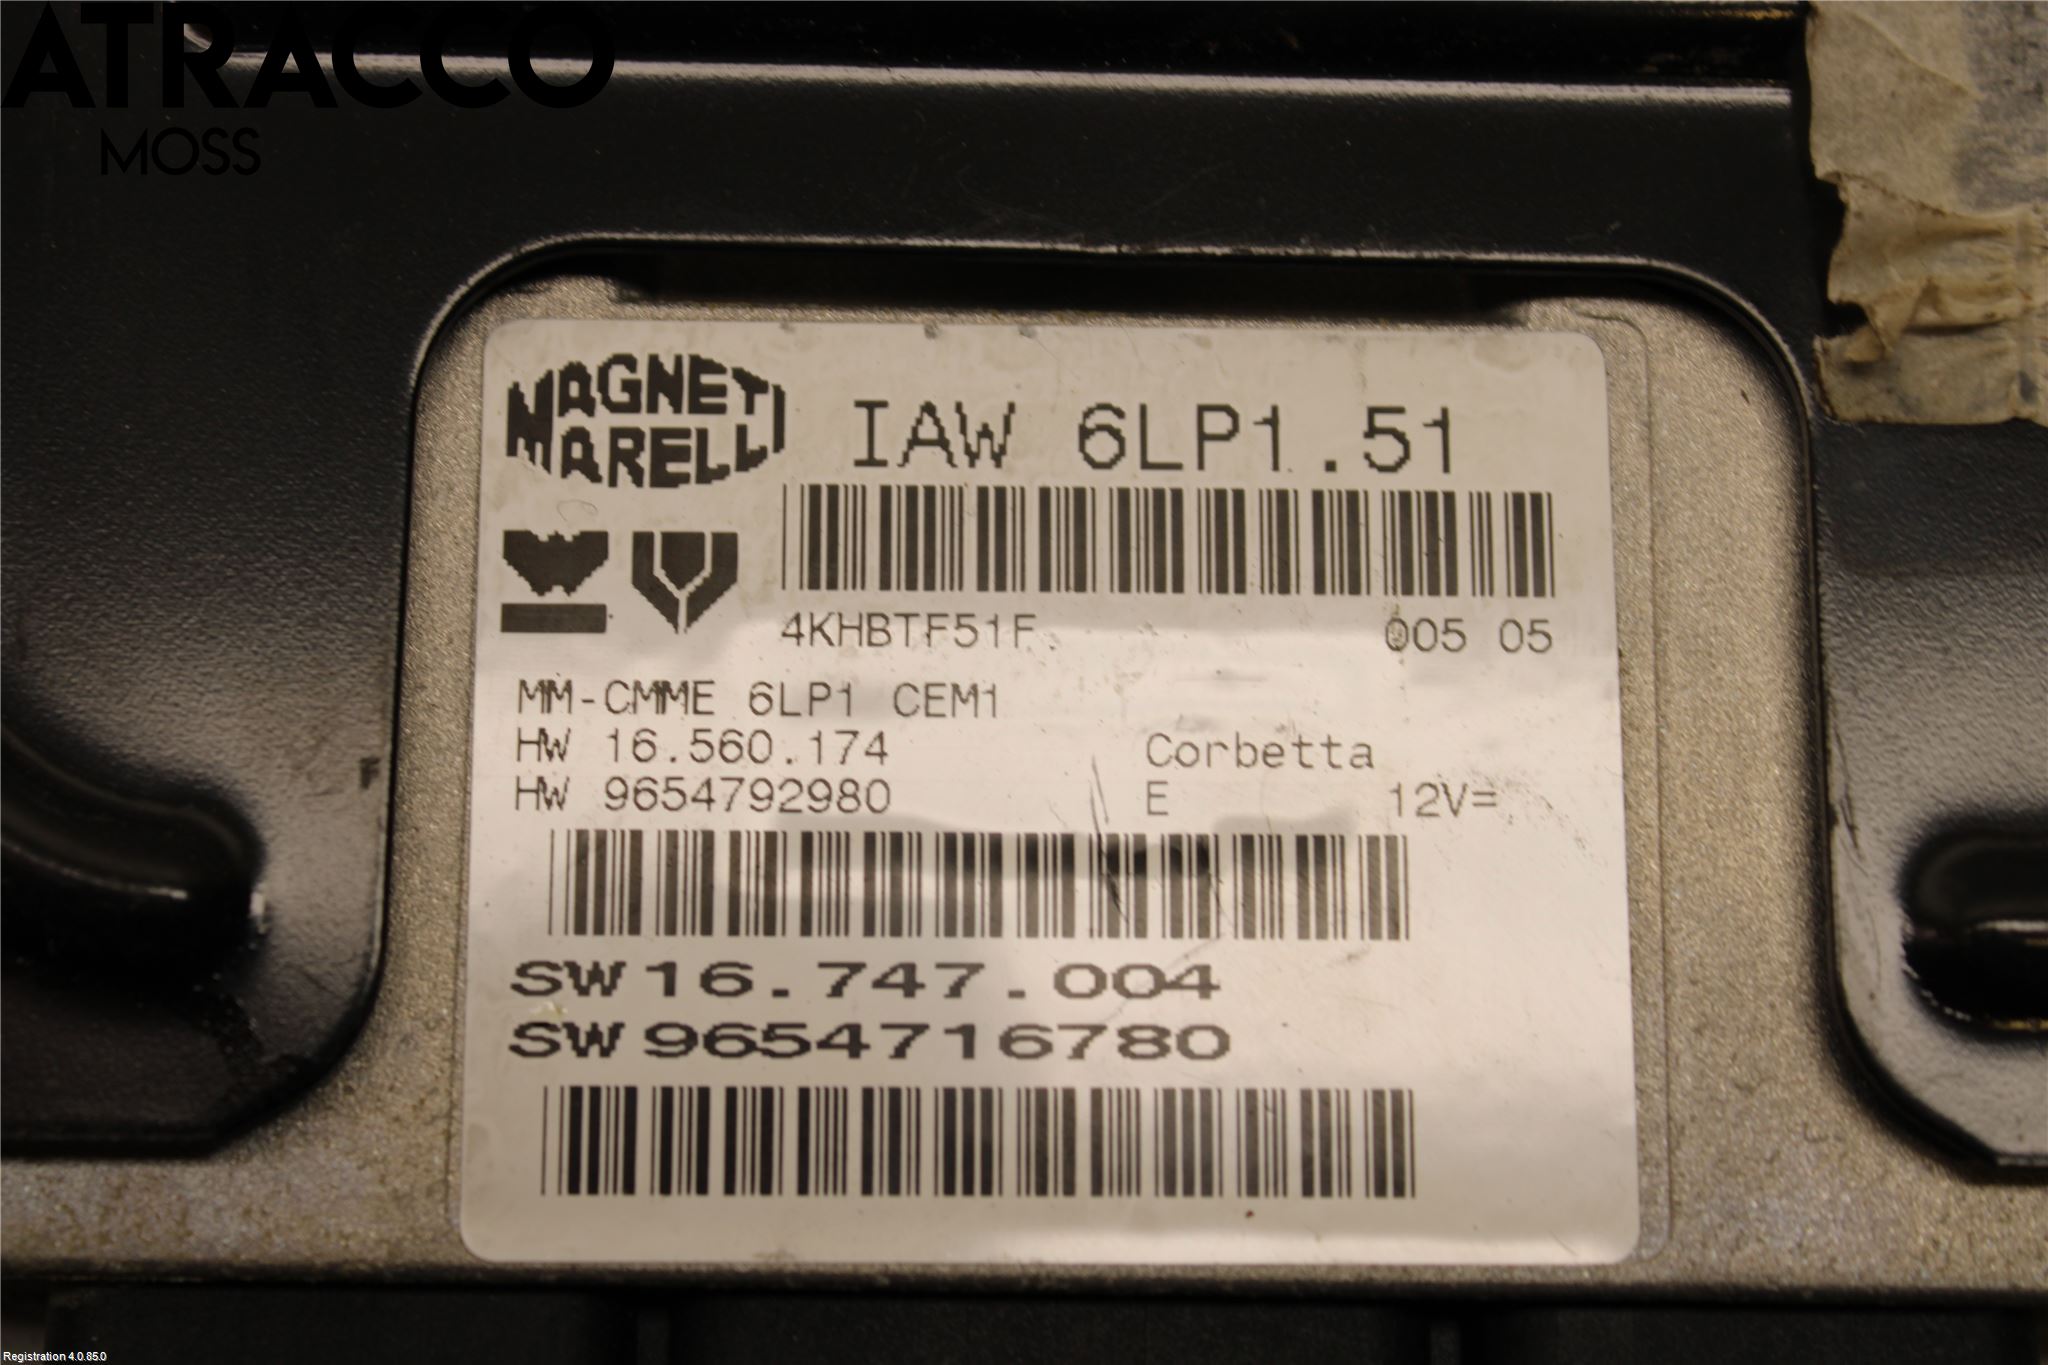 ATRACCO
MOSS
MAGNETI
MARELLI
IAW 6LP1.51
4KHBTF51F 005 05
MM-CMME 6LP1 CEM1
HW 16.560.174 Corbetta
HW 9654792980 E 12V=
SW 16.747.004
SW 9654716780
Registration 4.0.85.0